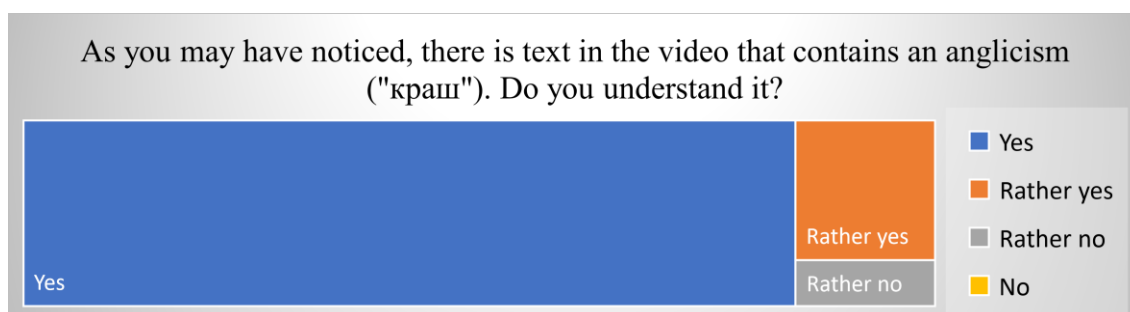 As you may have noticed, there is text in the video that contains an anglicism
("краш"). Do you understand it?
Yes
Rather yes
Rather no
Yes
Rather yes
Rather no
No